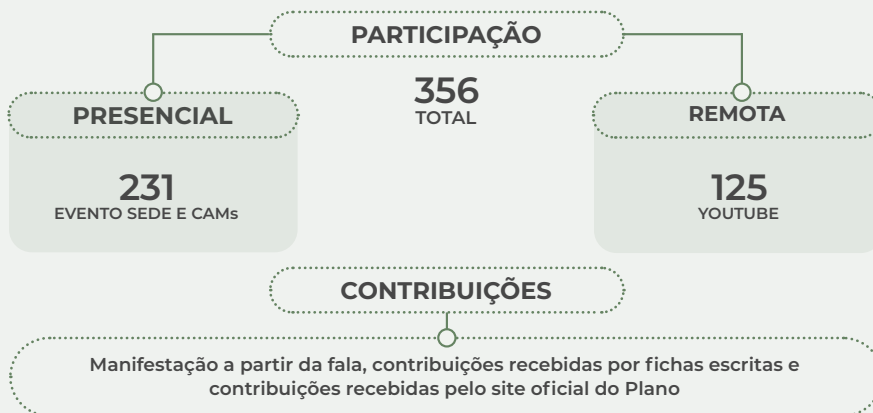 PARTICIPAÇÃO
356
TOTAL
PRESENCIAL
231
EVENTO SEDE E CAMs
REMOTA
125
YOUTUBE
CONTRIBUIÇÕES
Manifestação a partir da fala, contribuições recebidas por fichas escritas e
contribuições recebidas pelo site oficial do Plano